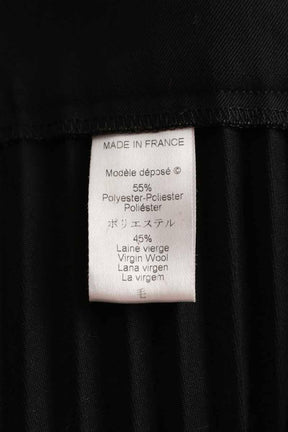 MADE IN FRANCE
Modèle déposé ©
55%
Polyester-Poliester
Poliéster
ポリエステル
45%
Laine vierge
Virgin Wool
Lana virgen
La virgem
毛